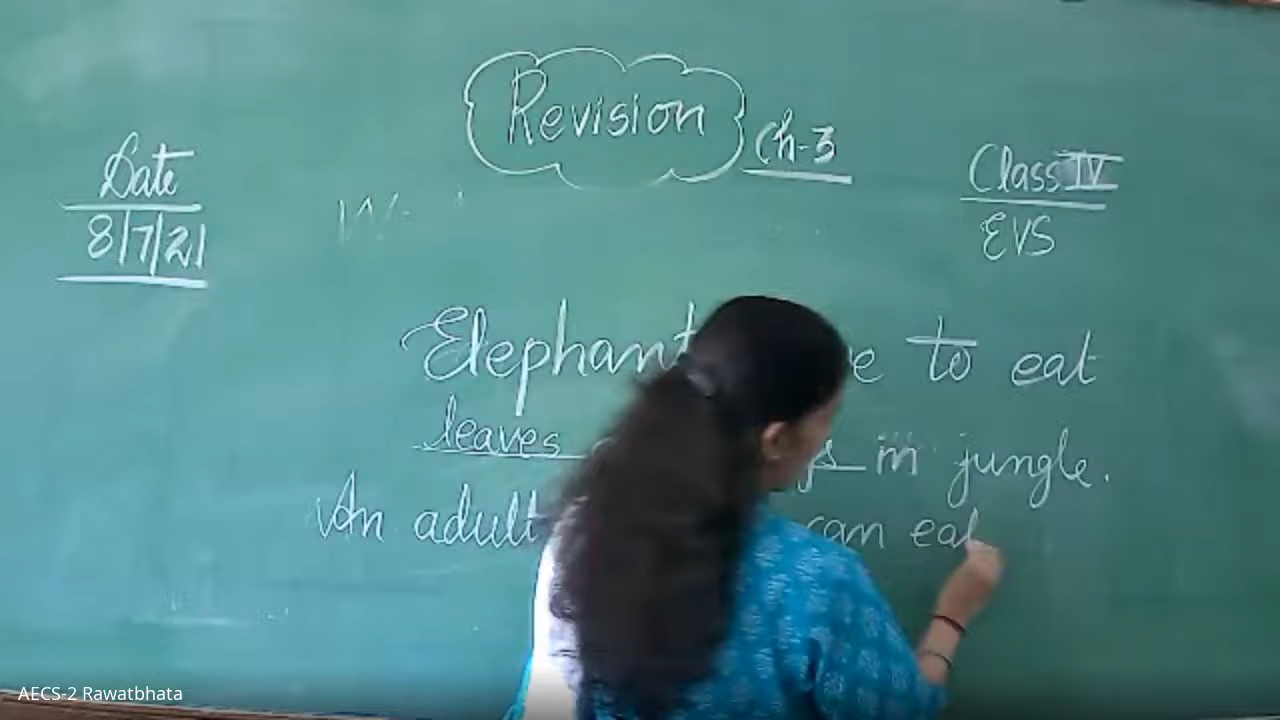 Revision
Ch-3
Date
8/7/21
Class IV
EVS
Elephant to eat
leaves in jungle.
An adult can eat
AECS-2 Rawatbhata